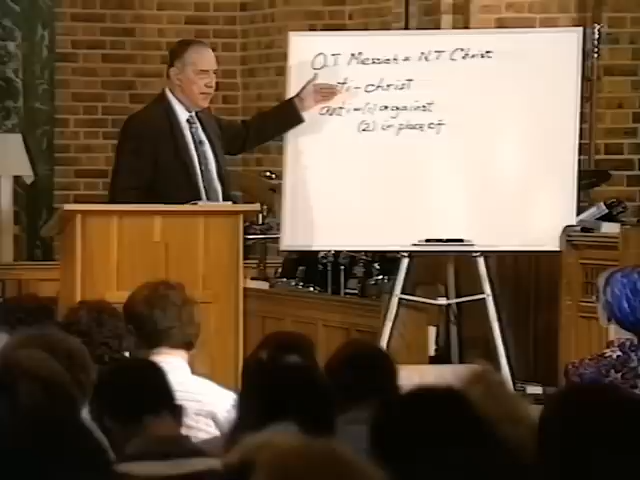 O.T. Messiah = N.T Christ
anti-christ
anti = (1) against
(2) in place of